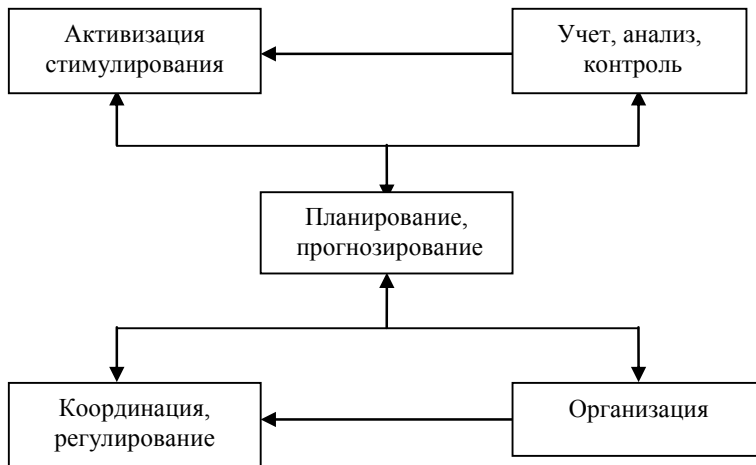 Активизация
стимулирования
Учет, анализ,
контроль
Планирование,
прогнозирование
Координация,
регулирование
Организация